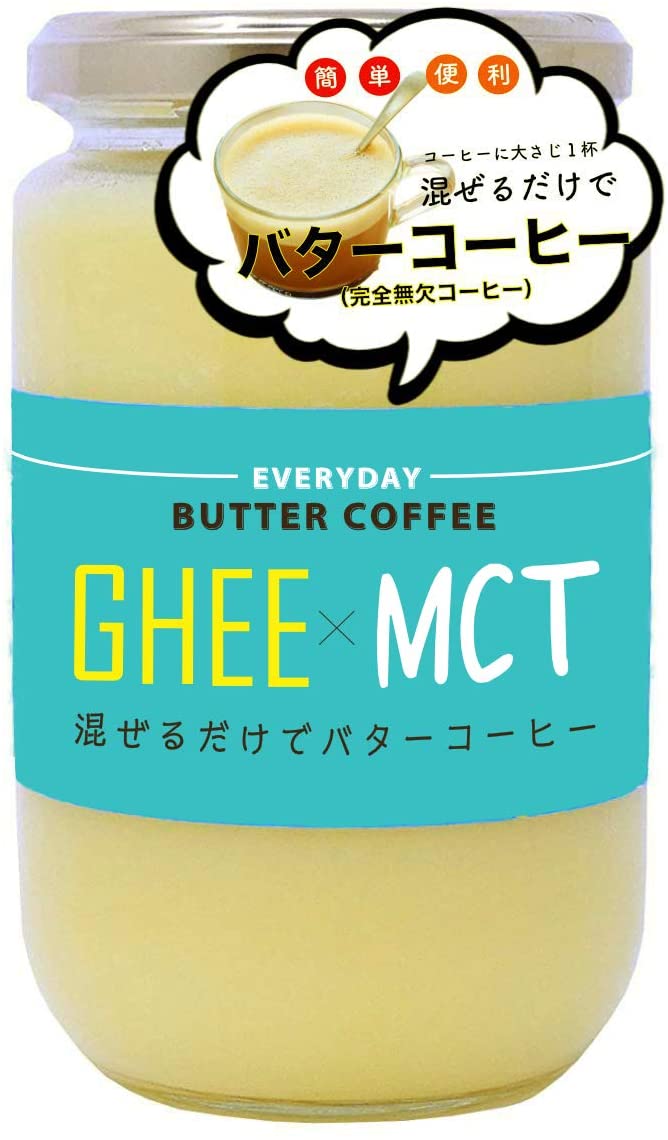 簡単便利
コーヒーに大さじ1杯
混ぜるだけで
バターコーヒー
(完全無欠コーヒー)
EVERYDAY
BUTTER COFFEE
GHEE×MCT
混ぜるだけでバターコーヒー